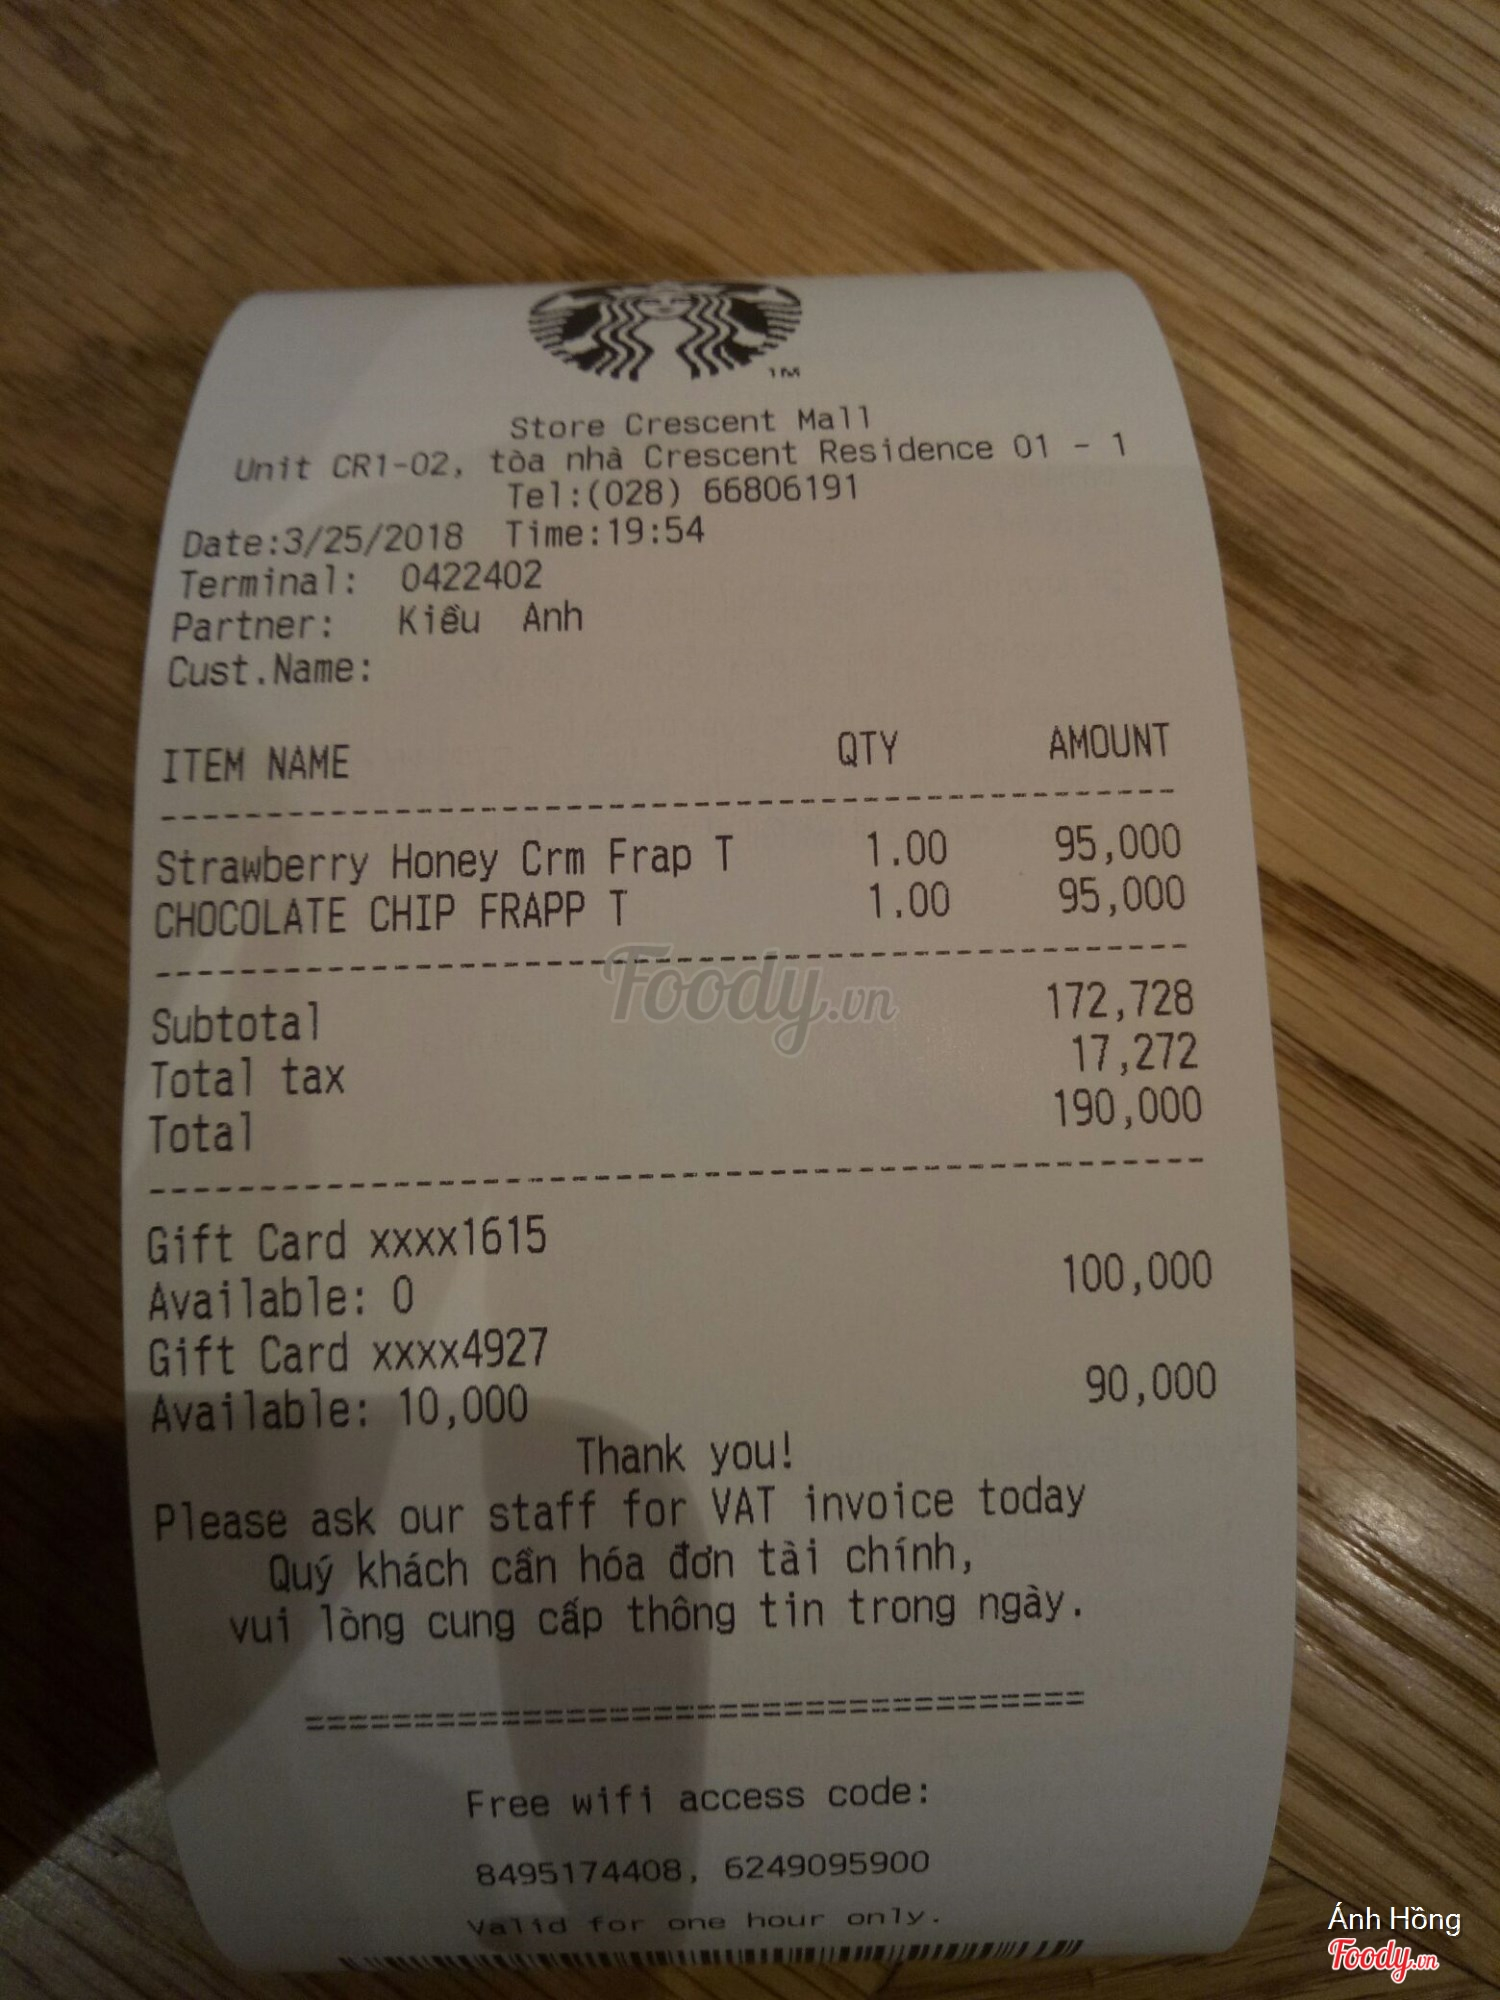 TM
Store Crescent Mall
Unit CR1-02, tòa nhà Crescent Residence 01 - 1
Tel:(028) 66806191
Date:3/25/2018 Time:19:54
Terminal: 0422402
Partner: Kiều Anh
Cust.Name:
ITEM NAME QTY AMOUNT
Strawberry Honey Crm Frap T 1.00 95,000
CHOCOLATE CHIP FRAPP T 1.00 95,000
Foody.vn
Subtotal 172,728
Total tax 17,272
Total 190,000
Gift Card xxxx1615
Available: 0 100,000
Gift Card xxxx4927
Available: 10,000 90,000
Thank you!
Please ask our staff for VAT invoice today
Quý khách cần hóa đơn tài chính,
vui lòng cung cấp thông tin trong ngày.
===================================
Free wifi access code:
8495174408, 6249095900
Valid for one hour only.
Ánh Hồng
Foody.vn